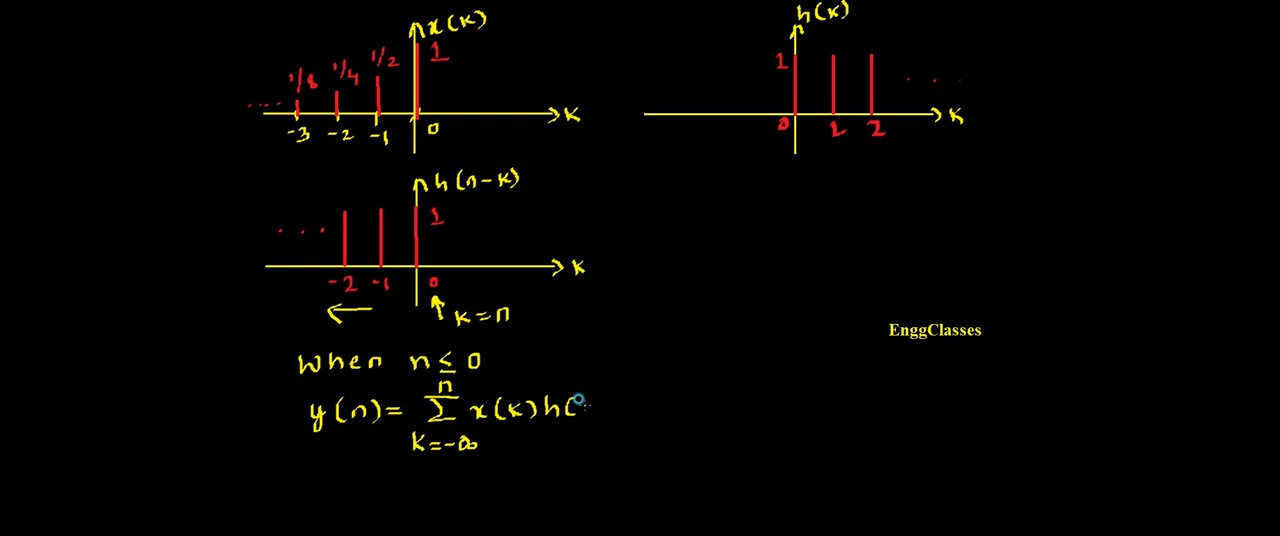 x(k)
1/8 1/4 1/2 1
....
-3 -2 -1 0 k
h(k)
1
. . .
0 1 2 k
h(n-k)
. . . 1
-2 -1 0 k
k=n
EnggClasses
When n ≤ 0
n
y(n)= Σ x(k)h(
k=-∞